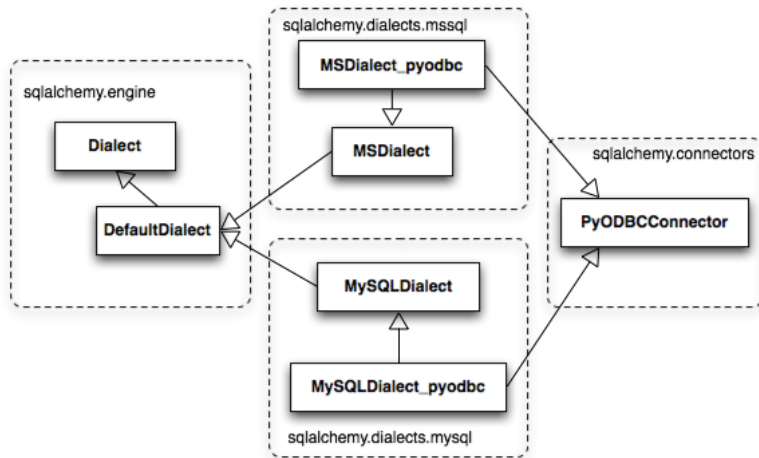 sqlalchemy.dialects.mssql
MSDialect_pyodbc
MSDialect
sqlalchemy.engine
Dialect
DefaultDialect
sqlalchemy.connectors
PyODBCConnector
MySQLDialect
MySQLDialect_pyodbc
sqlalchemy.dialects.mysql